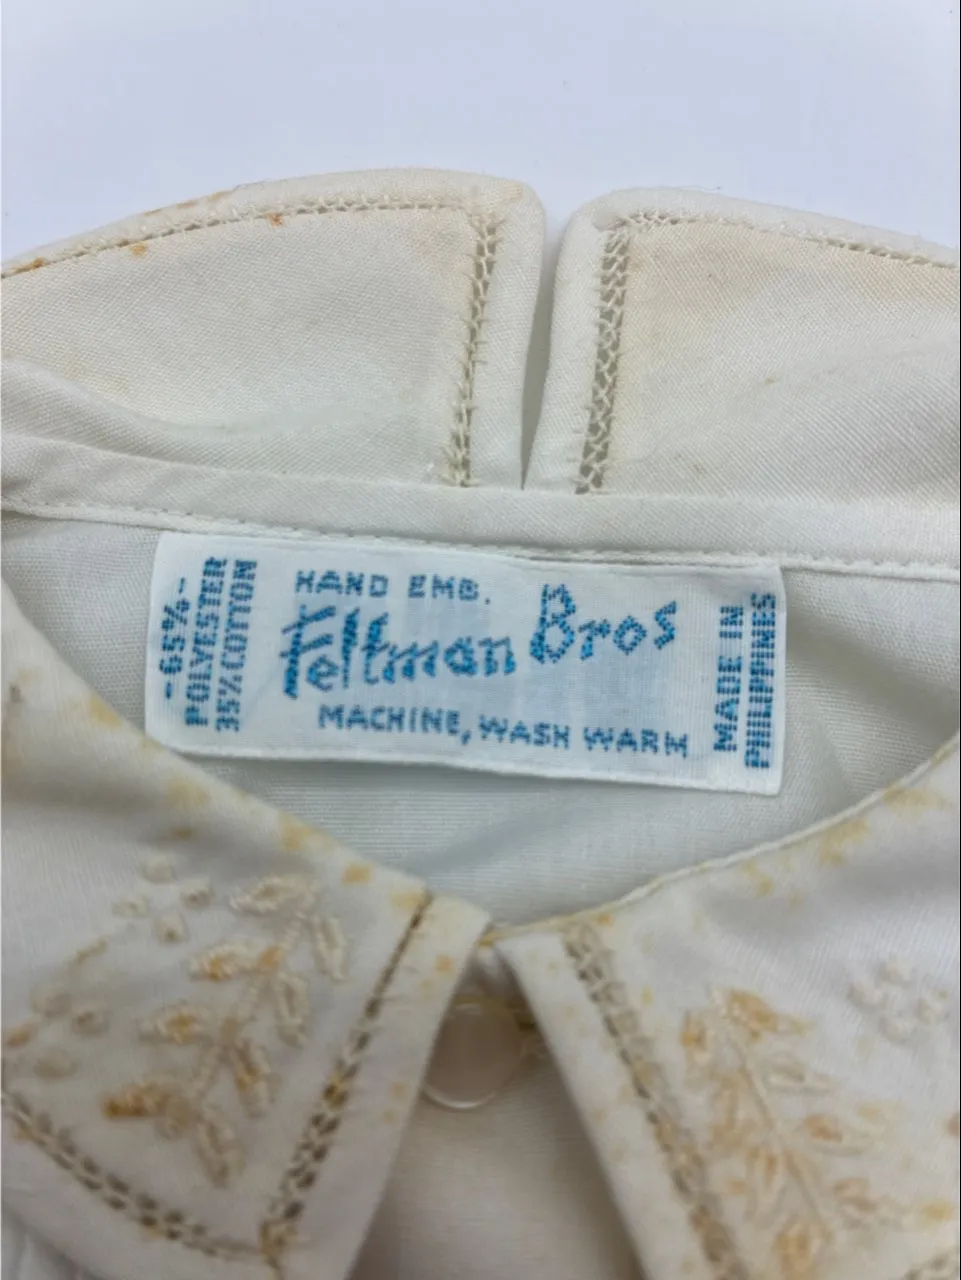 -65%-
POLYESTER
35% COTTON
HAND EMB.
Feltman Bros
MACHINE, WASH WARM
MADE IN
PHILIPPINES